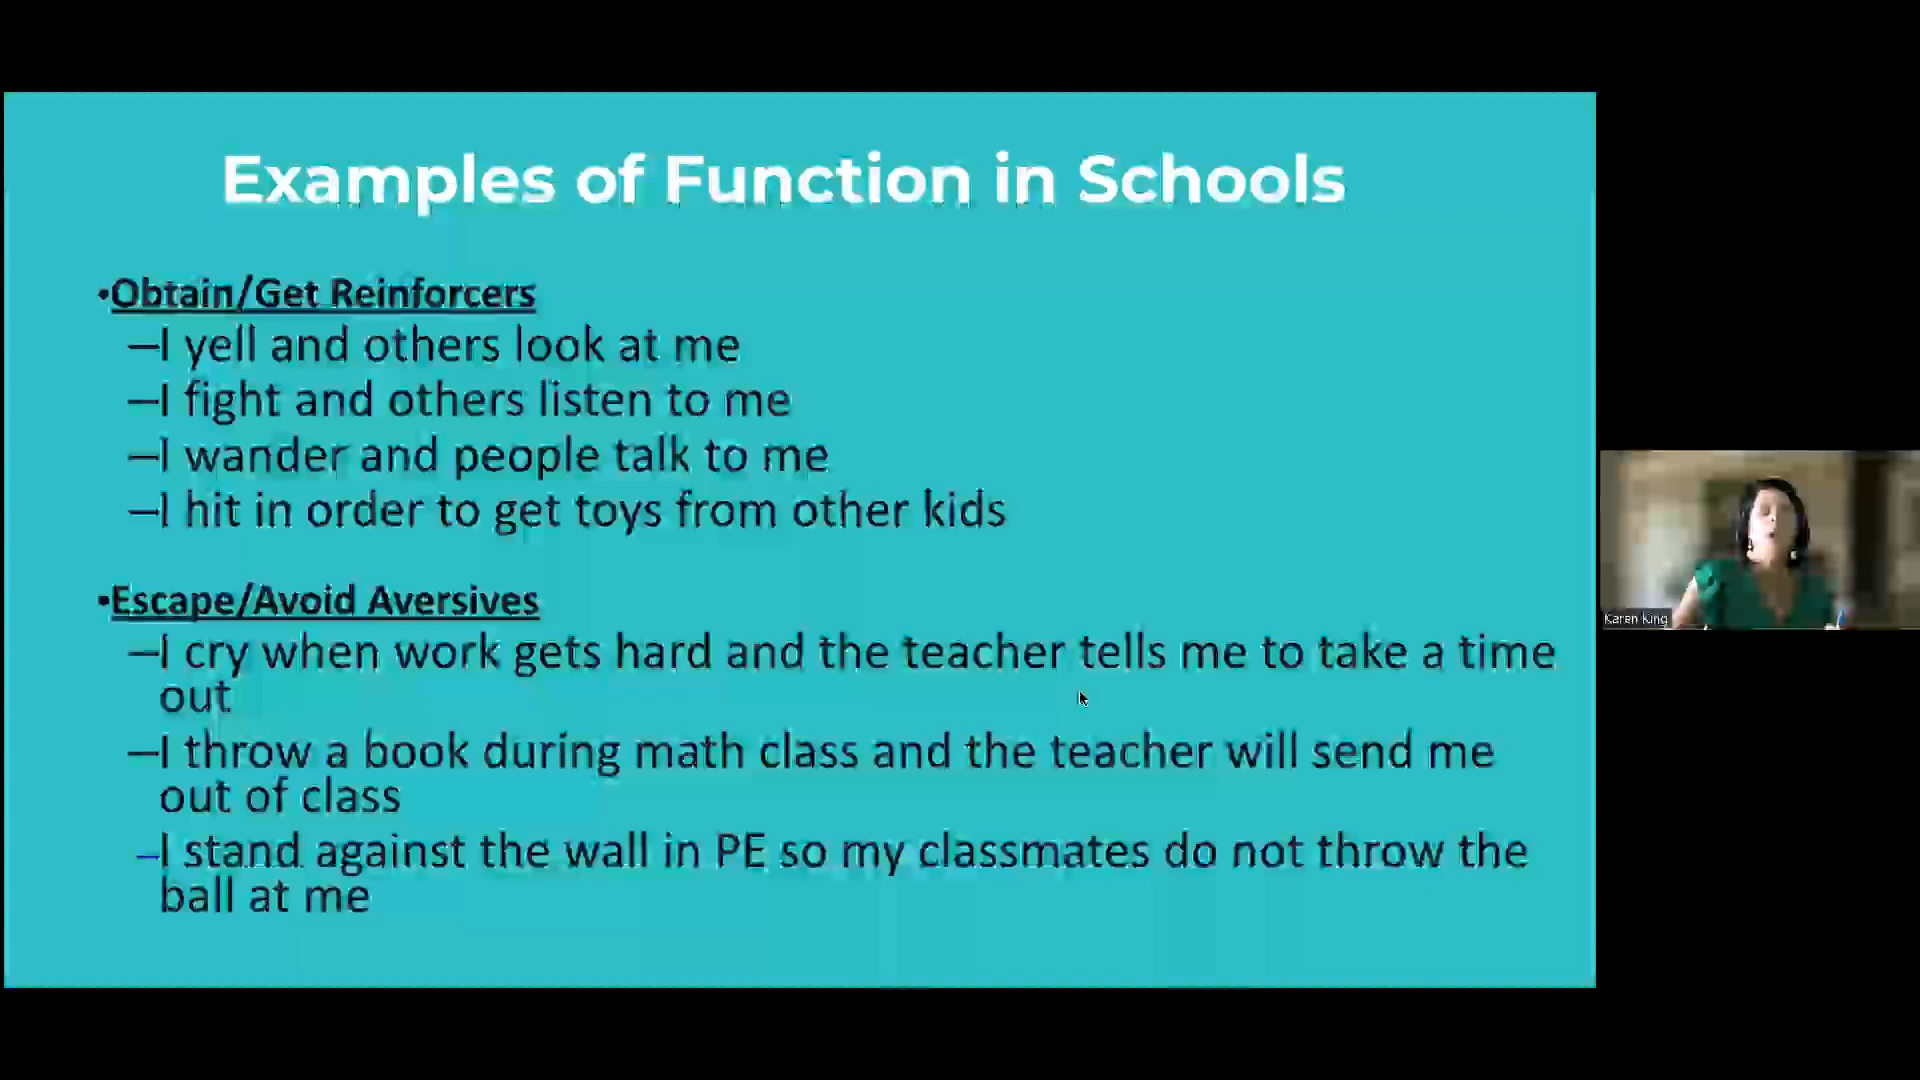 Examples of Function in Schools
•Obtain/Get Reinforcers
—I yell and others look at me
—I fight and others listen to me
—I wander and people talk to me
—I hit in order to get toys from other kids
•Escape/Avoid Aversives
—I cry when work gets hard and the teacher tells me to take a time
out
—I throw a book during math class and the teacher will send me
out of class
–I stand against the wall in PE so my classmates do not throw the
ball at me
Karen King